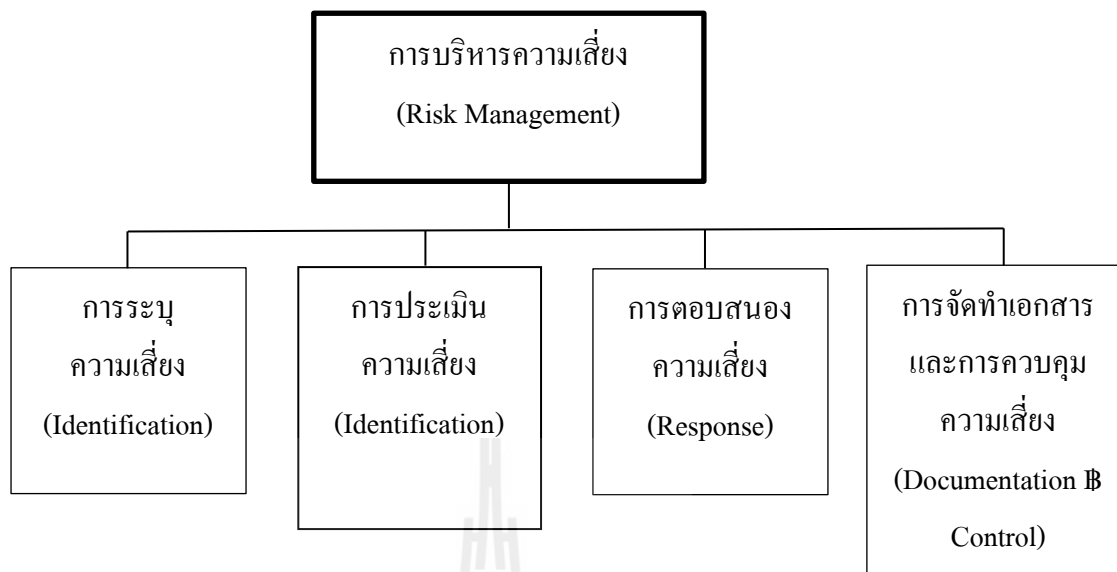 การบริหารความเสี่ยง
(Risk Management)
การระบุ
ความเสี่ยง
(Identification)
การประเมิน
ความเสี่ยง
(Identification)
การตอบสนอง
ความเสี่ยง
(Response)
การจัดทำเอกสาร
และการควบคุม
ความเสี่ยง
(Documentation ฿
Control)